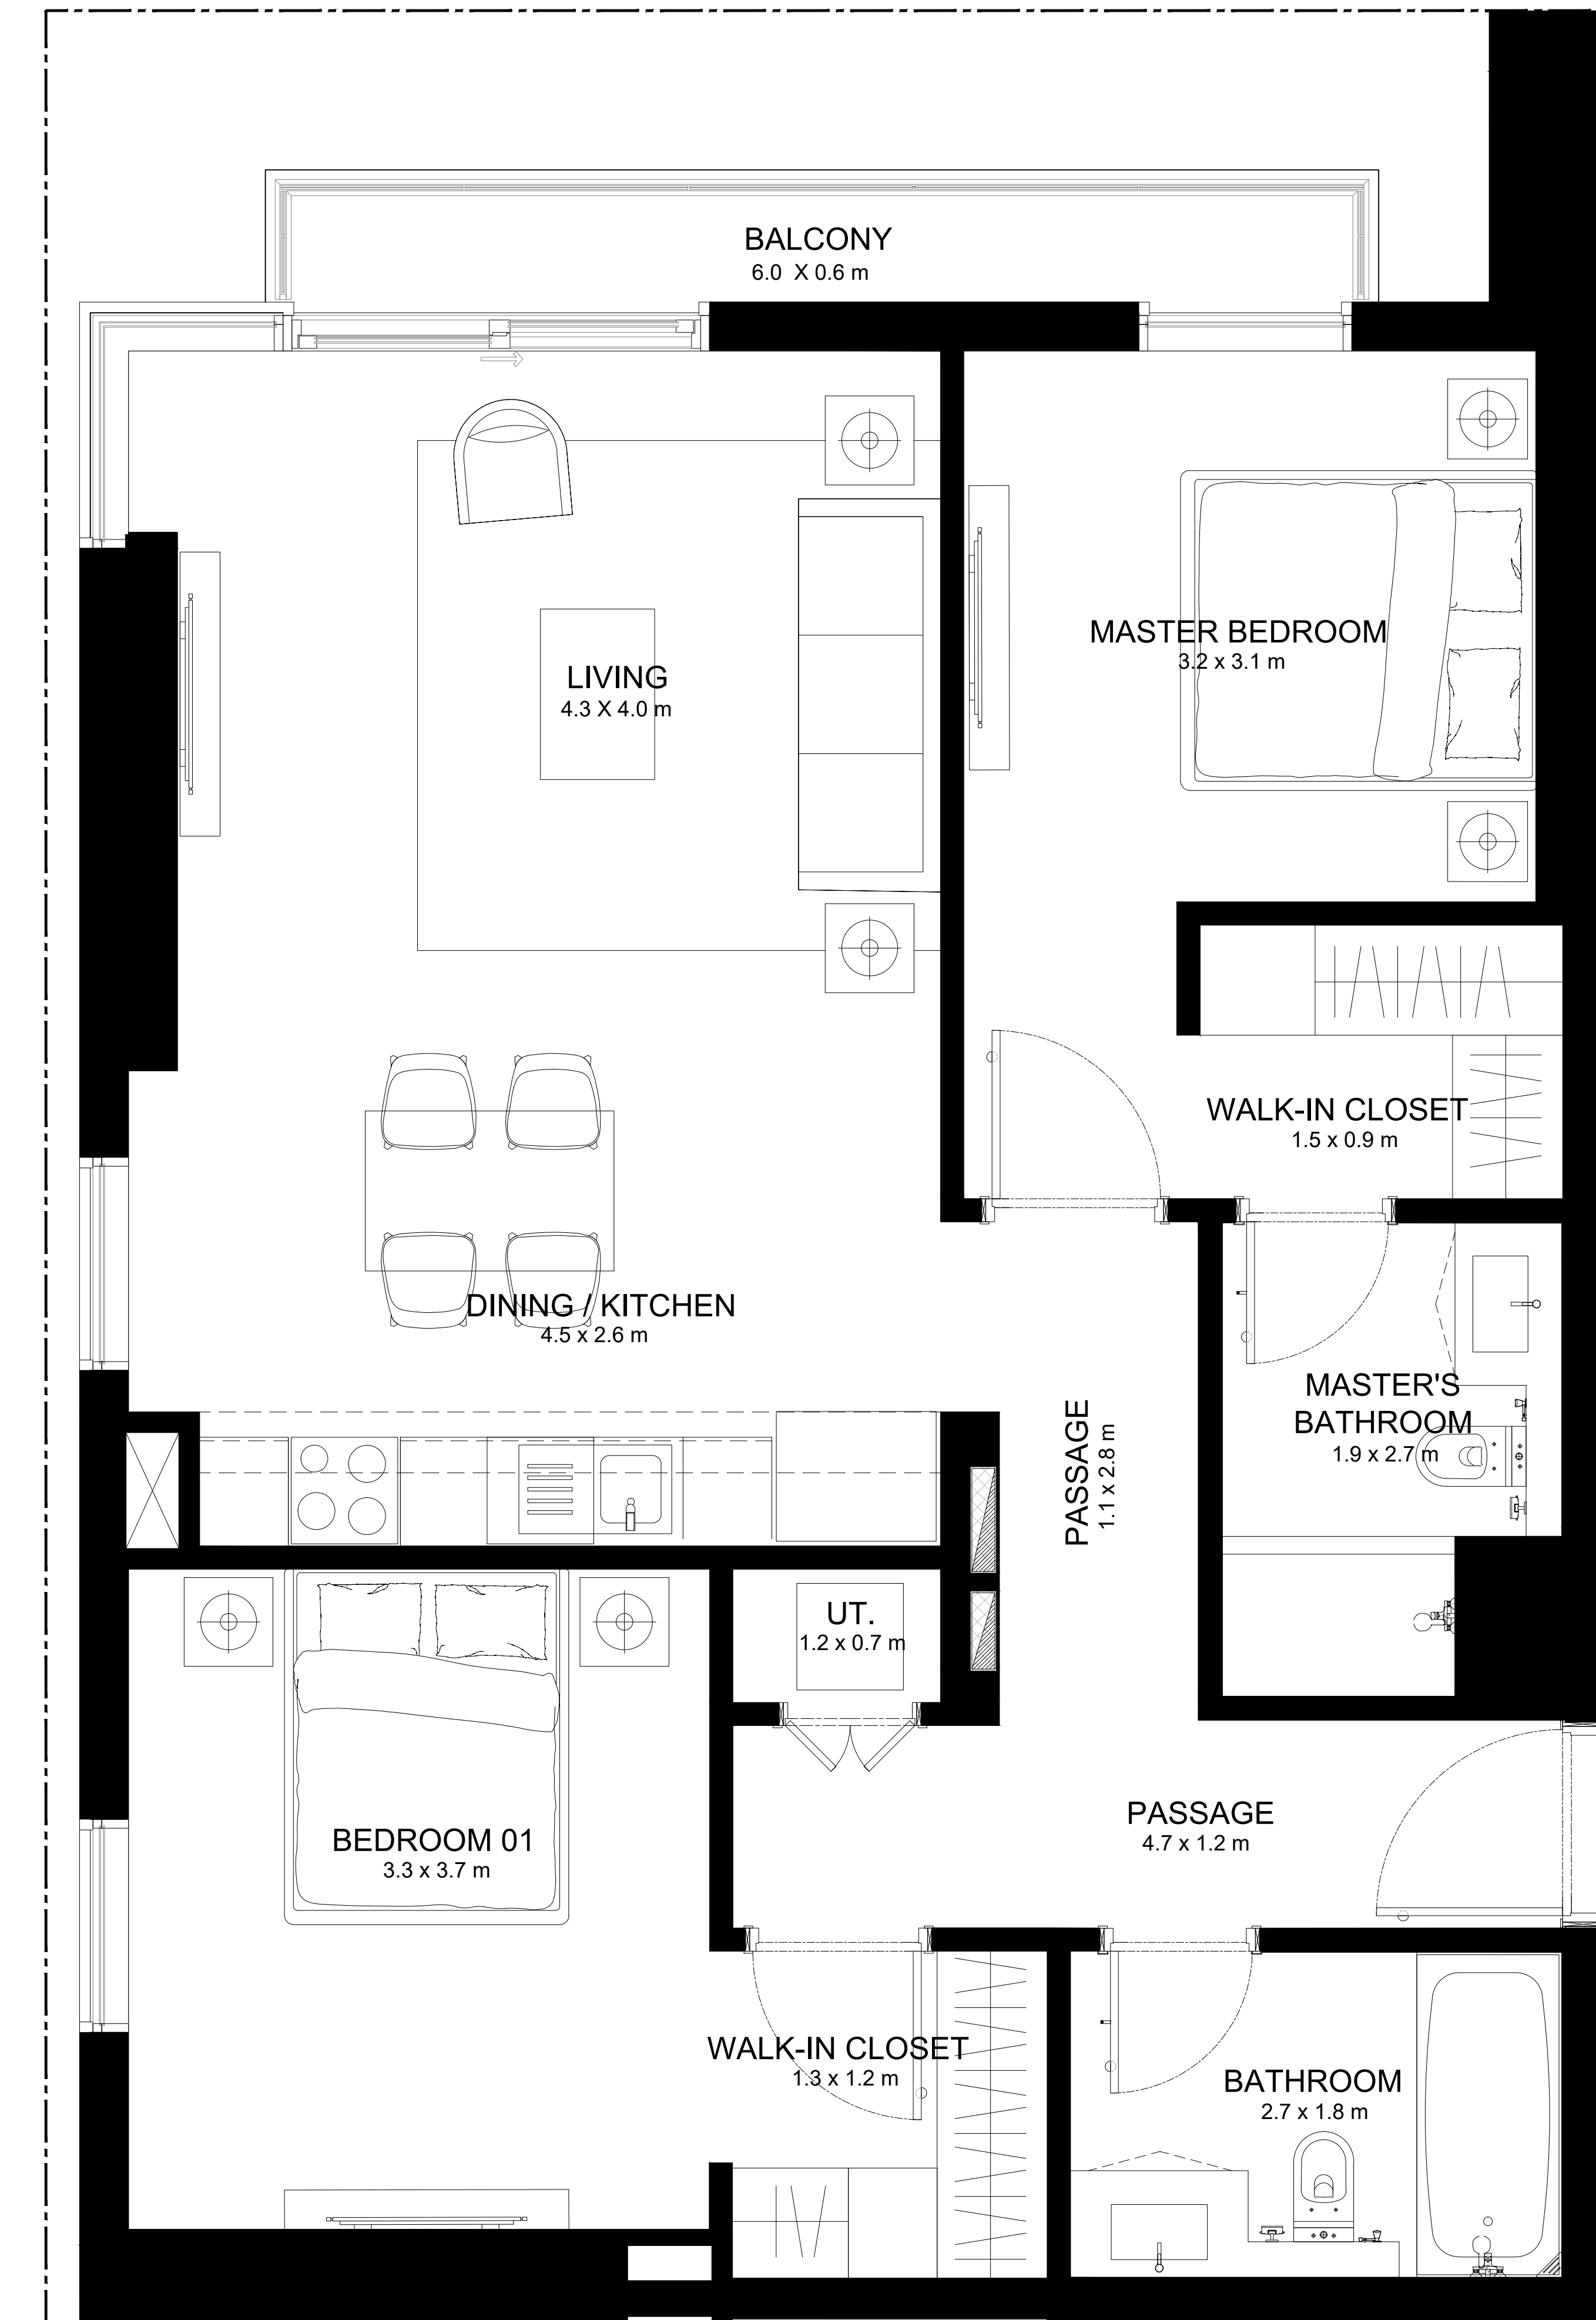 BALCONY
6.0 X 0.6 m
MASTER BEDROOM
3.2 x 3.1 m
LIVING
4.3 X 4.0 m
WALK-IN CLOSET
1.5 x 0.9 m
DINING / KITCHEN
4.5 x 2.6 m
MASTER'S
BATHROOM
1.9 x 2.7 m
PASSAGE
1.1 x 2.8 m
UT.
1.2 x 0.7 m
PASSAGE
4.7 x 1.2 m
BEDROOM 01
3.3 x 3.7 m
WALK-IN CLOSET
1.3 x 1.2 m
BATHROOM
2.7 x 1.8 m